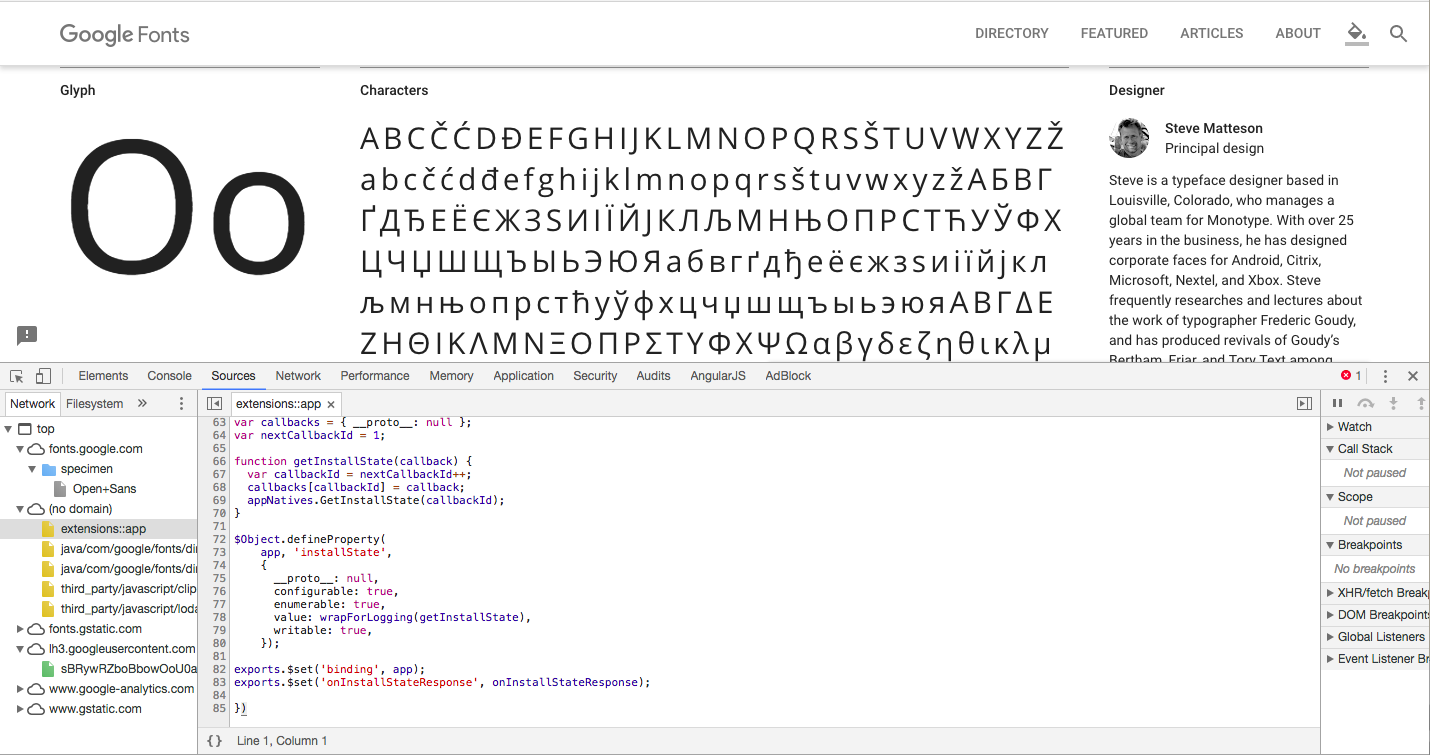 Google Fonts
DIRECTORY FEATURED ARTICLES ABOUT
Glyph
Oo
Characters
ABCČĆDĐEFGHIJKLMNOPQRSŠTUVWXYZŽ
abcčćdđefghijklmnopqrsštuvwxyzžАБВГ
ҐДЂЕЁЄЖЗЅИІЇЙЈКЛЉМНЊОПРСТЋУЎФХ
ЦЧЏШЩЪЫЬЭЮЯабвгґдђеёєжзѕиіїйјкл
љмнњопрстћуўфхцчџшщъыьэюяΑΒΓΔΕ
ΖΗΘΙΚΛΜΝΞΟΠΡΣΤΥΦΧΨΩαβγδεζηθικλμ
Designer
Steve Matteson
Principal design
Steve is a typeface designer based in
Louisville, Colorado, who manages a
global team for Monotype. With over 25
years in the business, he has designed
corporate faces for Android, Citrix,
Microsoft, Nextel, and Xbox. Steve
frequently researches and lectures about
the work of typographer Frederic Goudy,
and has produced revivals of Goudy’s
Bertham, Friar, and Tory Text among
Elements Console Sources Network Performance Memory Application Security Audits AngularJS AdBlock
1
Network Filesystem »
top
fonts.google.com
specimen
Open+Sans
(no domain)
extensions::app
java/com/google/fonts/dir
java/com/google/fonts/dir
third_party/javascript/clip
third_party/javascript/loda
fonts.gstatic.com
lh3.googleusercontent.com
sBRywRZboBbowOoU0a
www.google-analytics.com
www.gstatic.com
extensions::app ×
63 var callbacks = { __proto__: null };
64 var nextCallbackId = 1;
65
66 function getInstallState(callback) {
67 var callbackId = nextCallbackId++;
68 callbacks[callbackId] = callback;
69 appNatives.GetInstallState(callbackId);
70 }
71
72 $Object.defineProperty(
73 app, 'installState',
74 {
75 __proto__: null,
76 configurable: true,
77 enumerable: true,
78 value: wrapForLogging(getInstallState),
79 writable: true,
80 });
81
82 exports.$set('binding', app);
83 exports.$set('onInstallStateResponse', onInstallStateResponse);
84
85 })
{} Line 1, Column 1
Watch
Call Stack
Not paused
Scope
Not paused
Breakpoints
No breakpoints
XHR/fetch Breakp
DOM Breakpoints
Global Listeners
Event Listener Br